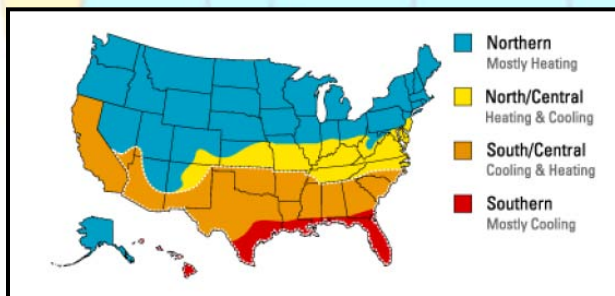 Northern
Mostly Heating
North/Central
Heating & Cooling
South/Central
Cooling & Heating
Southern
Mostly Cooling